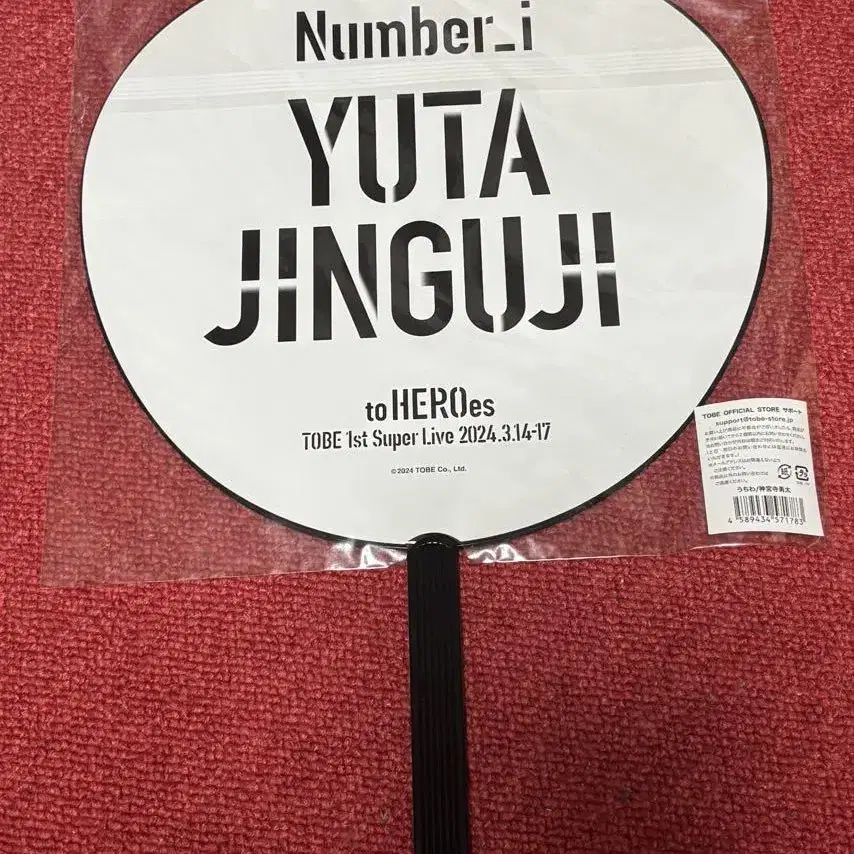 Number_i
YUTA
JINGUJI
to HEROes
TOBE 1st Super Live 2024.3.14-17
©2024 TOBE Co., Ltd.
TOBE OFFICIAL STORE サポート
support@tobe-store.jp
うちわ/神宮寺勇太
4 589434 571783